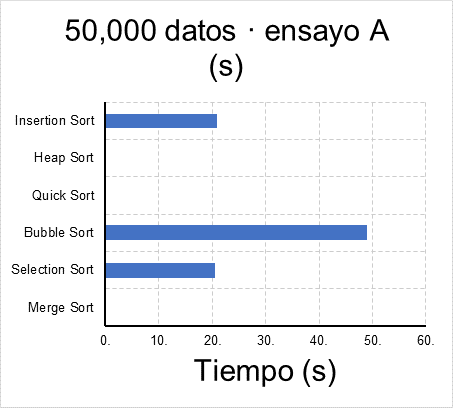 50,000 datos · ensayo A
(s)
Insertion Sort
Heap Sort
Quick Sort
Bubble Sort
Selection Sort
Merge Sort
0. 10. 20. 30. 40. 50. 60.
Tiempo (s)